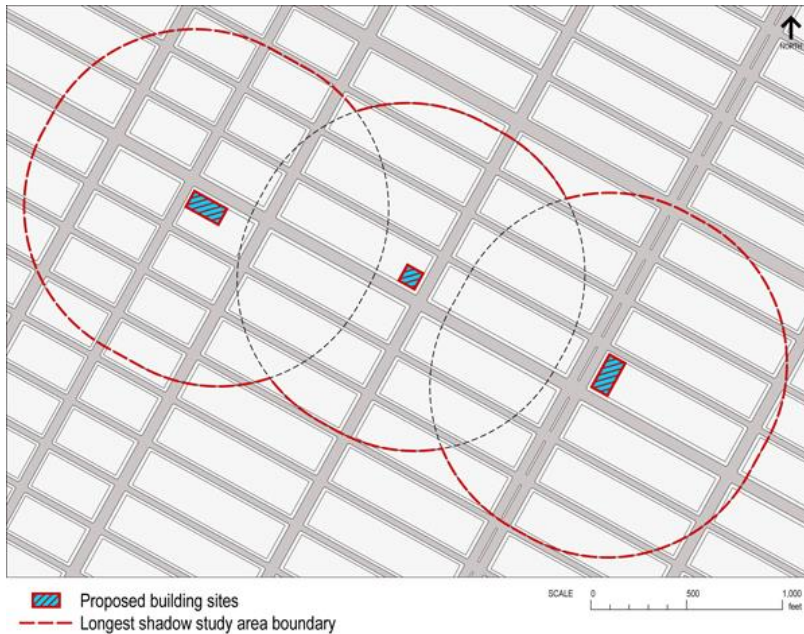 NORTH
Proposed building sites
Longest shadow study area boundary
SCALE 0 500 1,000
feet